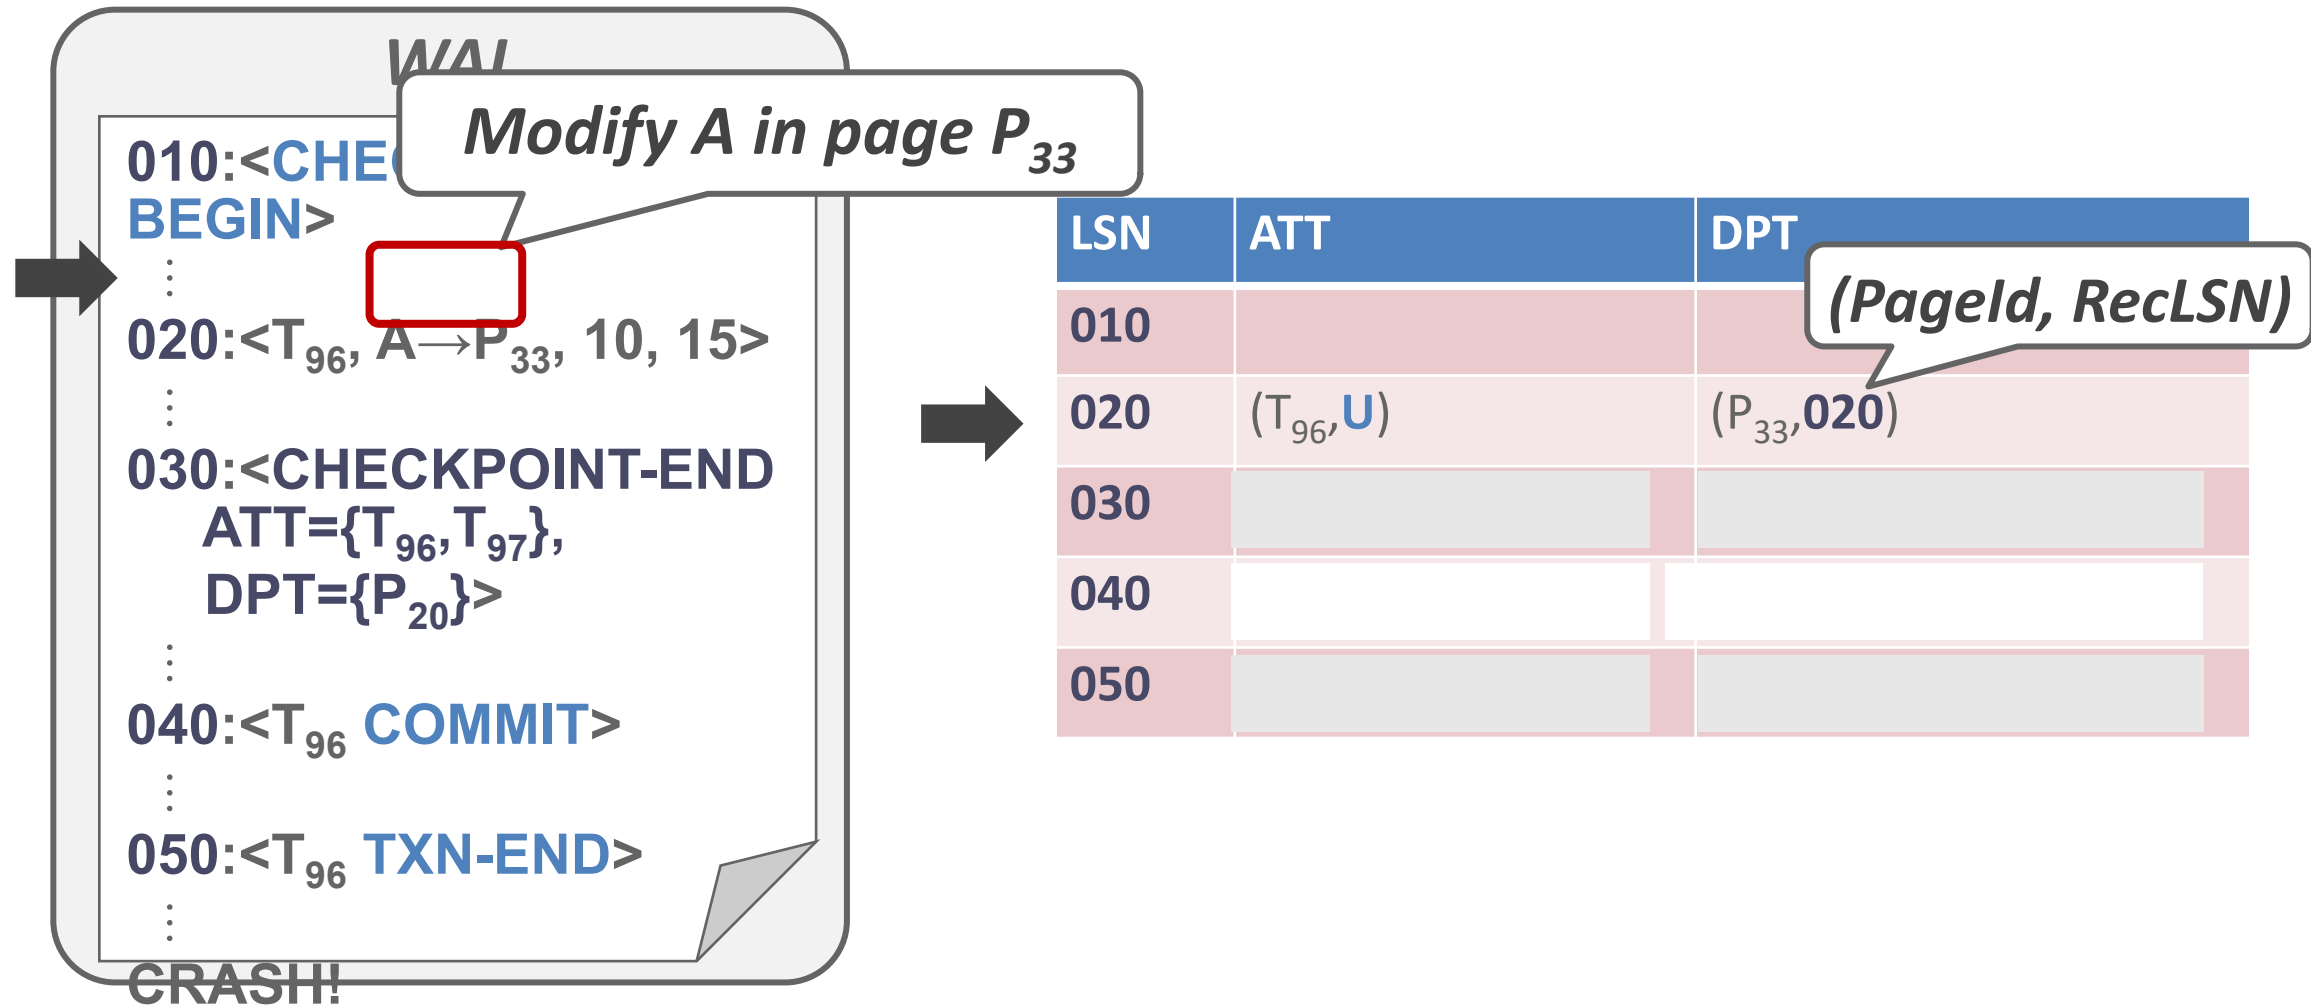 WAL
Modify A in page P33
010:<CHEC
BEGIN>
020:<T96, A→P33, 10, 15>
030:<CHECKPOINT-END
ATT={T96,T97},
DPT={P20}>
040:<T96 COMMIT>
050:<T96 TXN-END>
CRASH!
LSN ATT DPT
(PageId, RecLSN)
010
020 (T96,U) (P33,020)
030
040
050